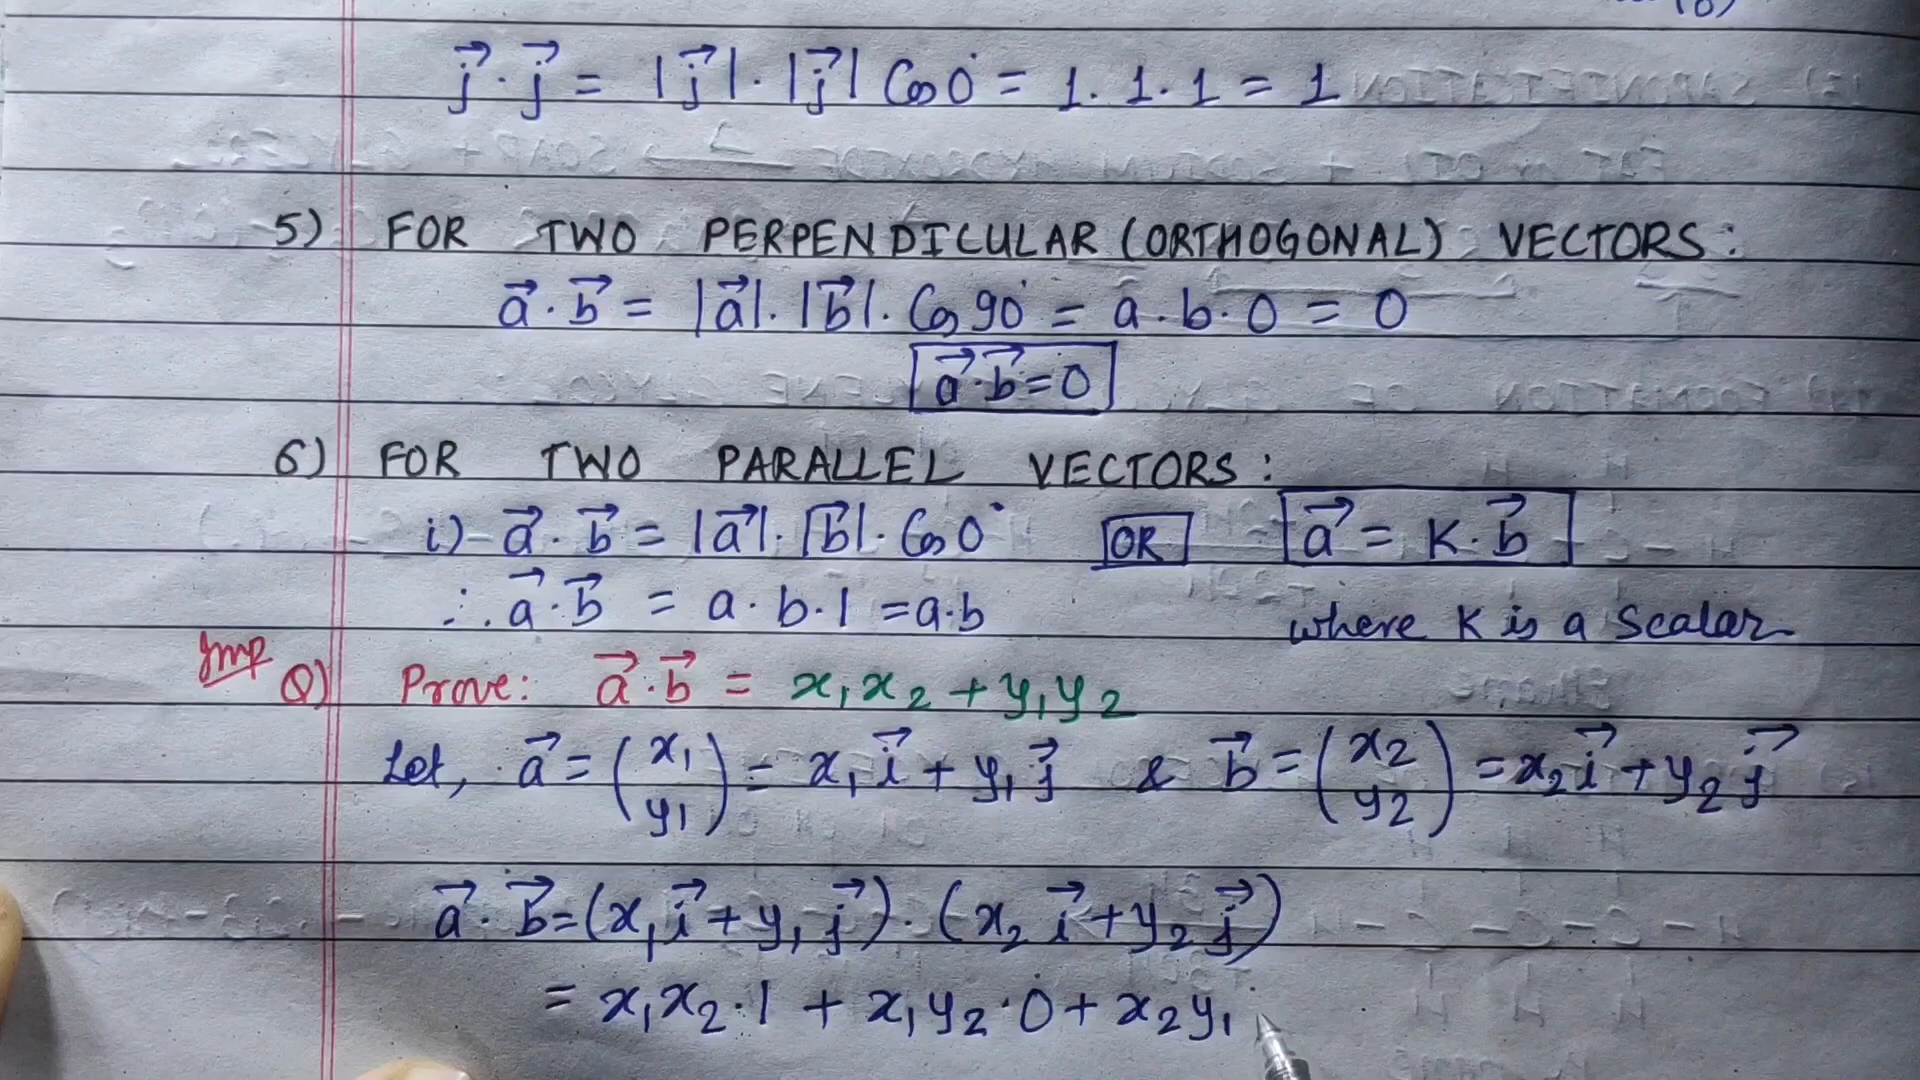 j⃗ · j⃗ = |j⃗| · |j⃗| Cos 0° = 1. 1. 1 = 1
5) FOR TWO PERPENDICULAR (ORTHOGONAL) VECTORS:
a⃗ · b⃗ = |a⃗|. |b⃗|. Cos 90° = a . b. 0 = 0
a⃗ · b⃗ = 0
6) FOR TWO PARALLEL VECTORS:
i) a⃗ · b⃗ = |a⃗|. |b⃗|. Cos 0° OR a⃗ = K. b⃗
∴ a⃗ · b⃗ = a. b. 1 = a.b where K is a Scalar
Imp Q) Prove: a⃗ · b⃗ = x₁x₂ + y₁y₂
Let, a⃗ = (x₁ y₁) = x₁i⃗ + y₁j⃗ & b⃗ = (x₂ y₂) = x₂i⃗ + y₂j⃗
a⃗ · b⃗ = (x₁i⃗ + y₁j⃗) . (x₂i⃗ + y₂j⃗)
= x₁x₂ · 1 + x₁y₂ · 0 + x₂y₁